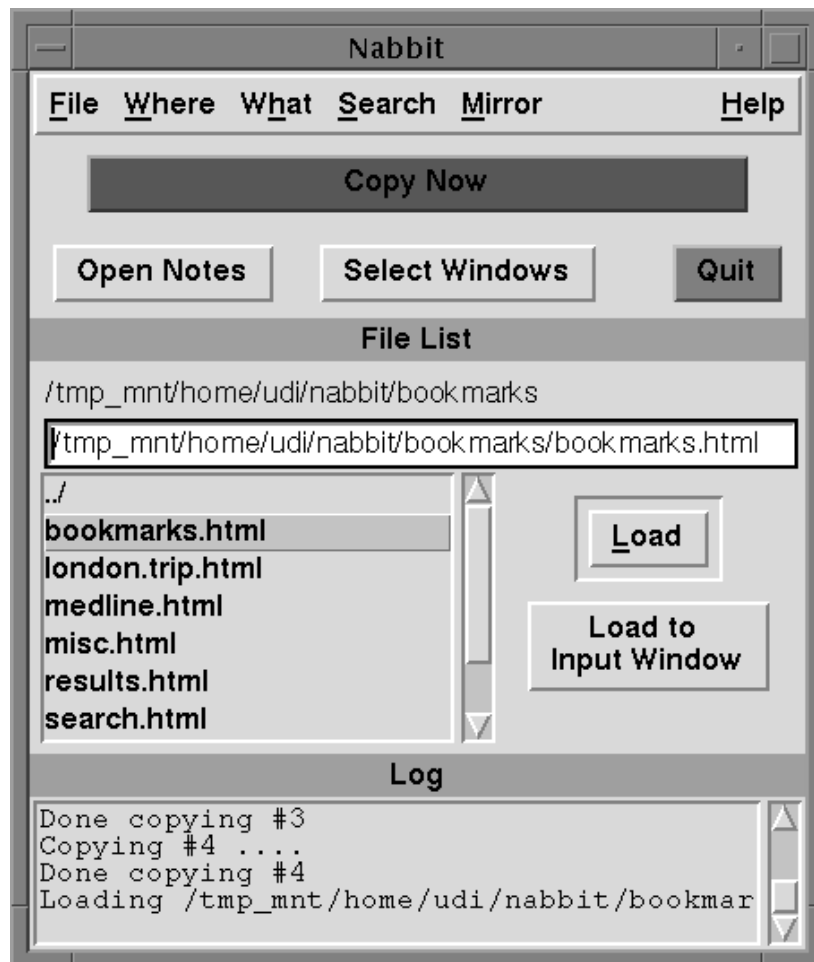 Nabbit
File Where What Search Mirror Help
Copy Now
Open Notes Select Windows Quit
File List
/tmp_mnt/home/udi/nabbit/bookmarks
/tmp_mnt/home/udi/nabbit/bookmarks/bookmarks.html
../
bookmarks.html
london.trip.html
medline.html
misc.html
results.html
search.html
Load
Load to
Input Window
Log
Done copying #3
Copying #4 ....
Done copying #4
Loading /tmp_mnt/home/udi/nabbit/bookmar